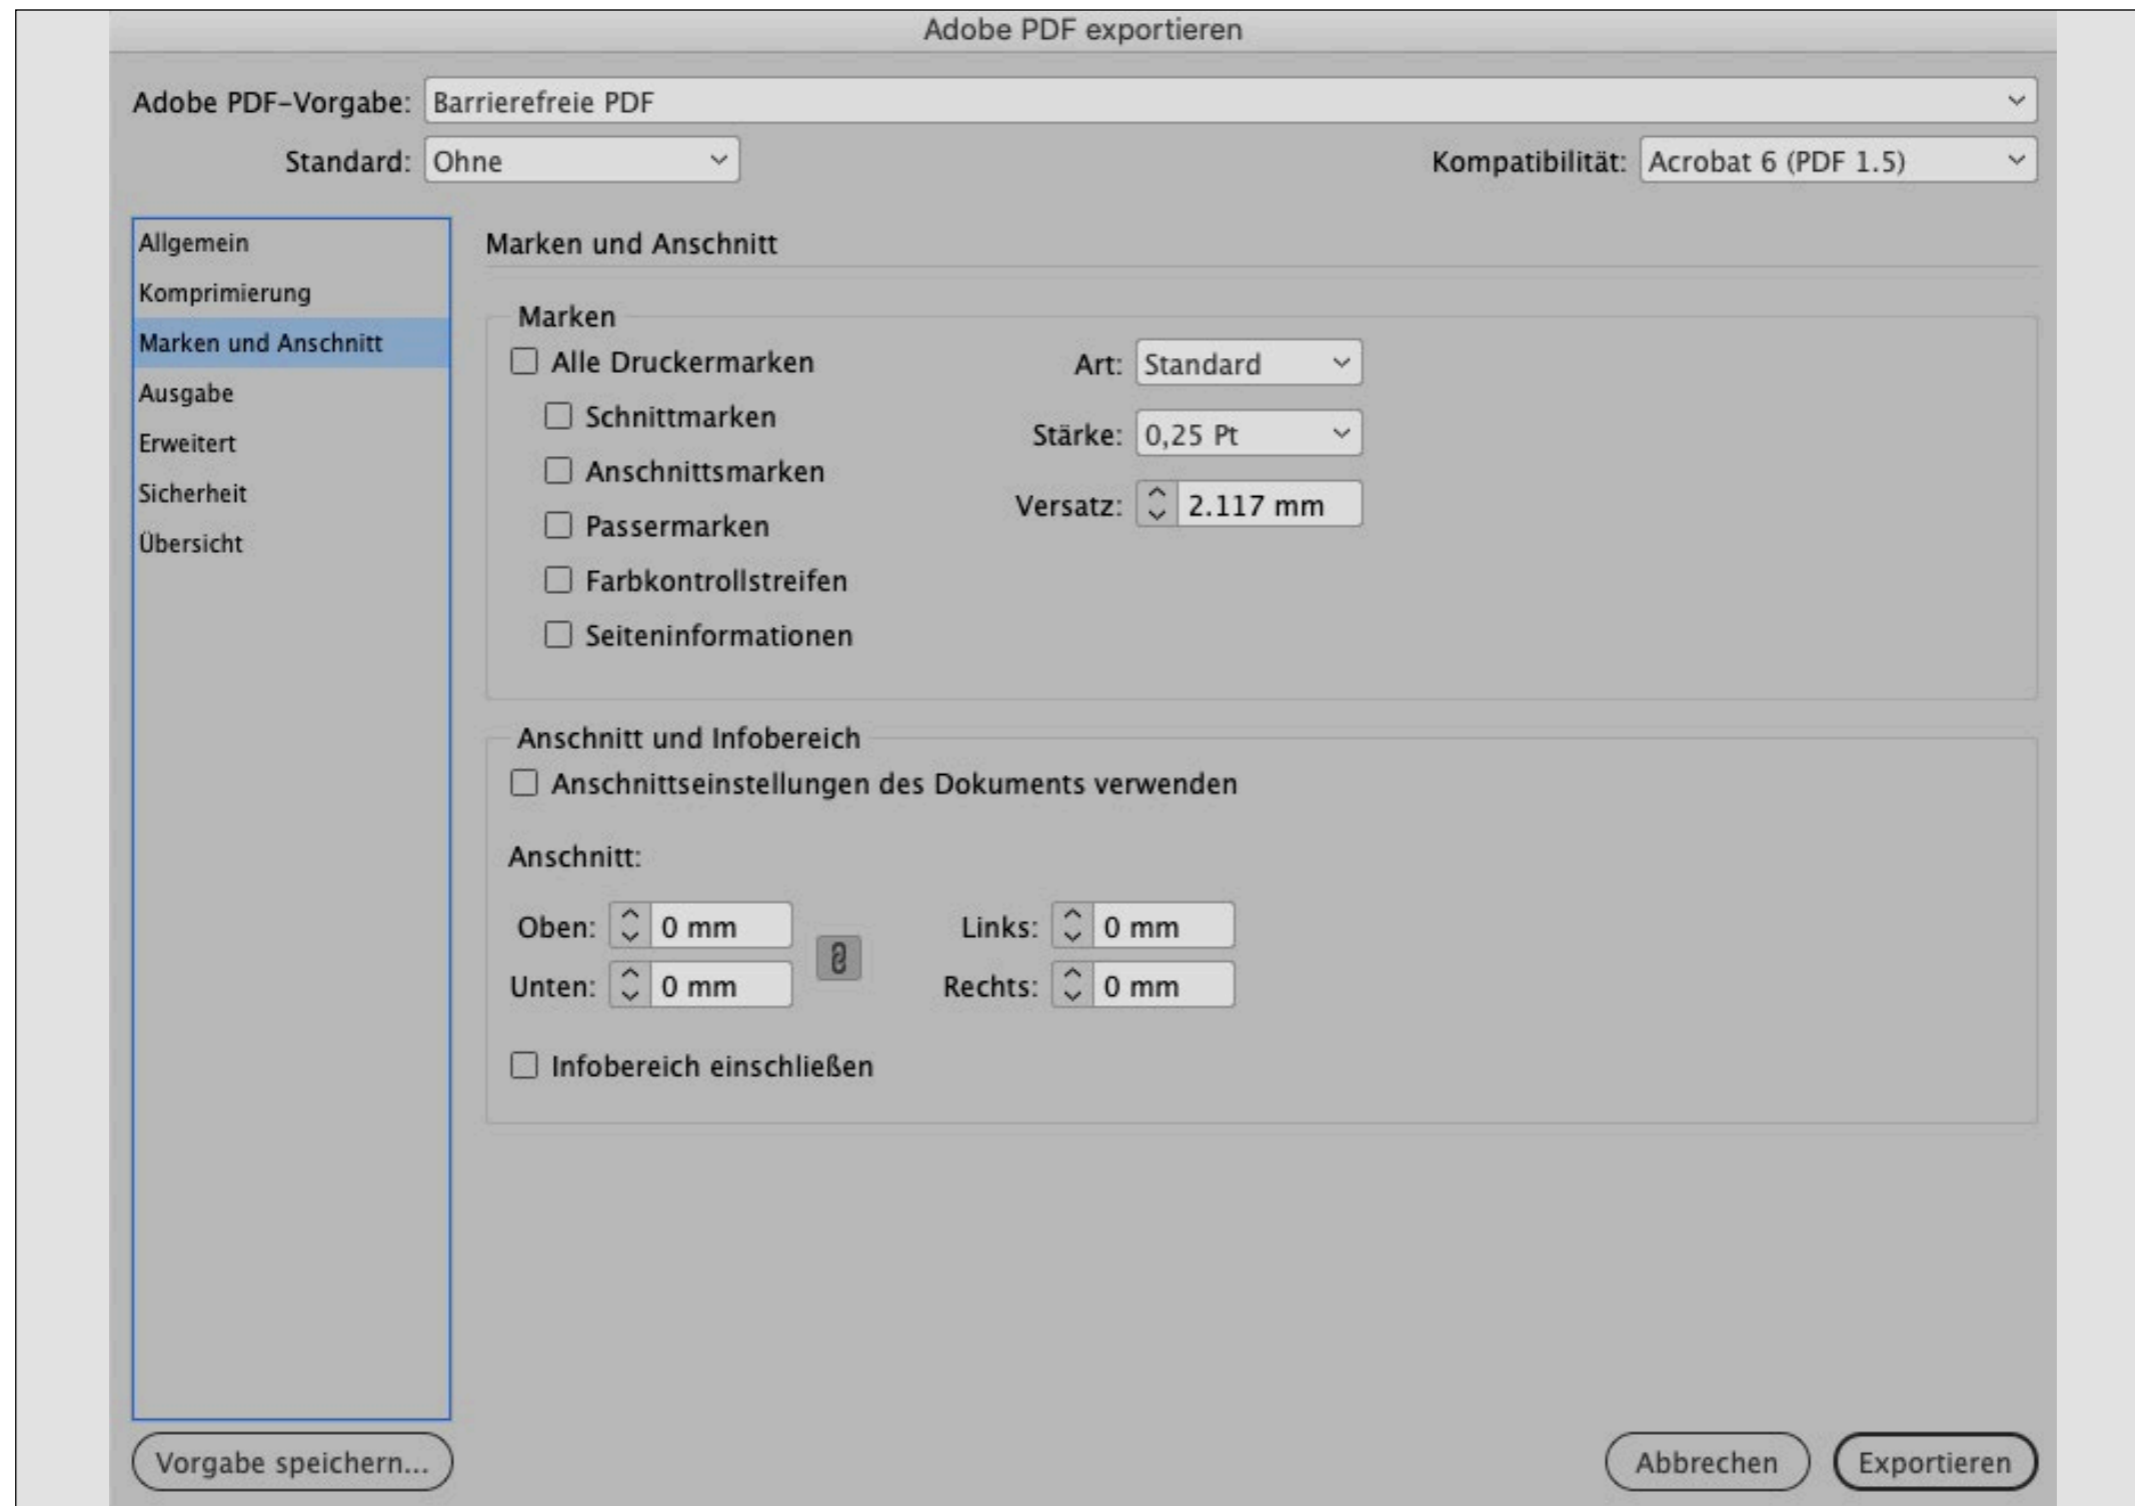 Adobe PDF exportieren
Adobe PDF-Vorgabe: Barrierefreie PDF
Standard: Ohne
Kompatibilität: Acrobat 6 (PDF 1.5)
Allgemein
Komprimierung
Marken und Anschnitt
Ausgabe
Erweitert
Sicherheit
Übersicht
Marken und Anschnitt
Marken
Alle Druckermarken
Schnittmarken
Anschnittsmarken
Passermarken
Farbkontrollstreifen
Seiteninformationen
Art: Standard
Stärke: 0,25 Pt
Versatz: 2.117 mm
Anschnitt und Infobereich
Anschnittseinstellungen des Dokuments verwenden
Anschnitt:
Oben: 0 mm
Unten: 0 mm
Links: 0 mm
Rechts: 0 mm
Infobereich einschließen
Vorgabe speichern...
Abbrechen
Exportieren